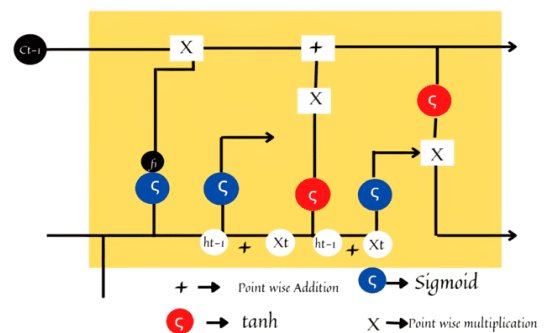 Ct-1
X
+
X
ς
ft
X
ς
ς
ς
ς
ht-1 + Xt ht-1 + Xt
+ → Point wise Addition
ς → Sigmoid
ς → tanh
X → Point wise multiplication